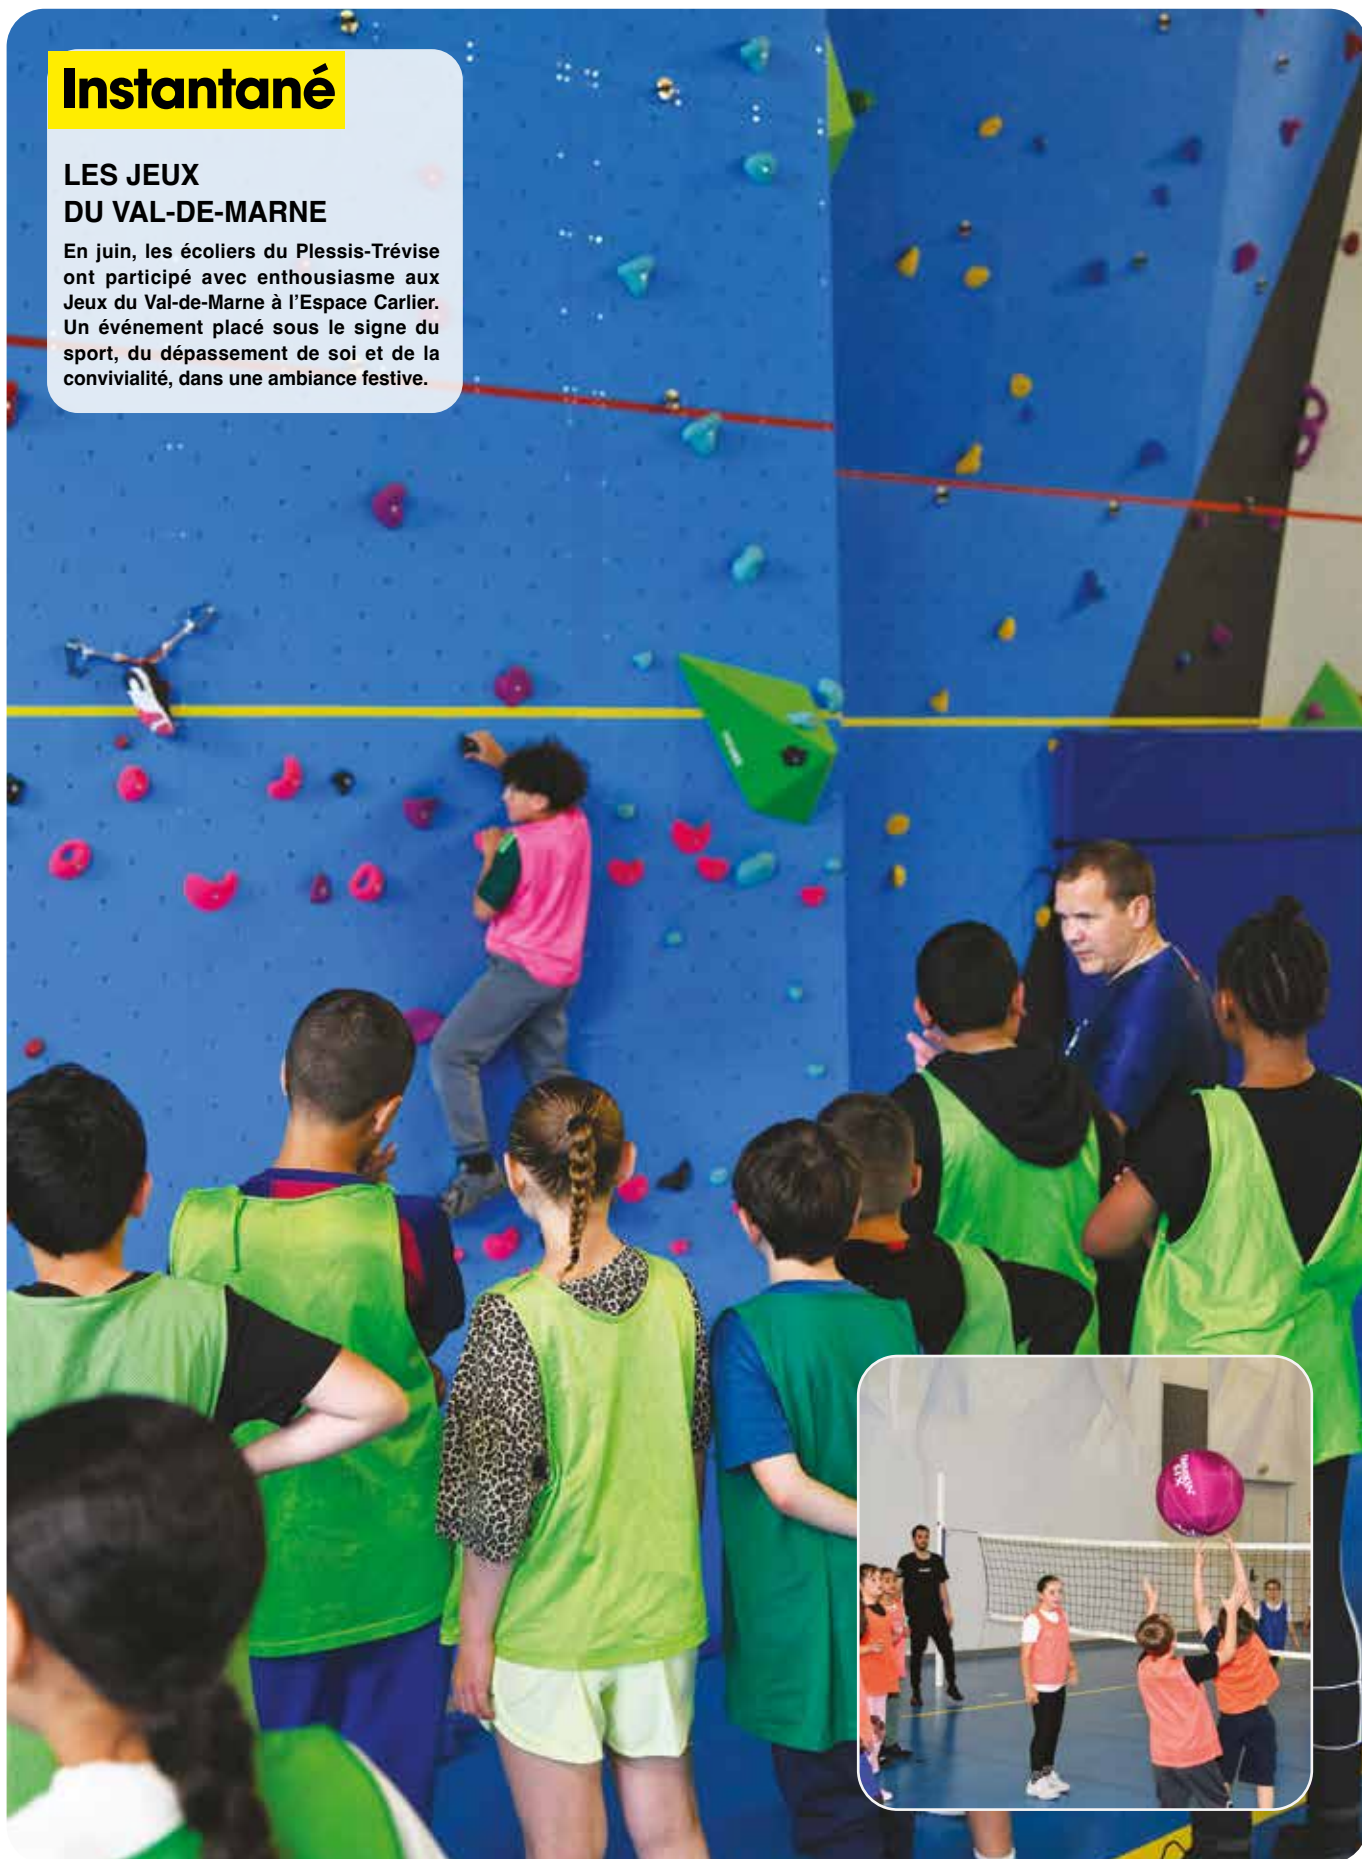 Instantané
LES JEUX
DU VAL-DE-MARNE
En juin, les écoliers du Plessis-Trévise
ont participé avec enthousiasme aux
Jeux du Val-de-Marne à l'Espace Carlier.
Un événement placé sous le signe du
sport, du dépassement de soi et de la
convivialité, dans une ambiance festive.